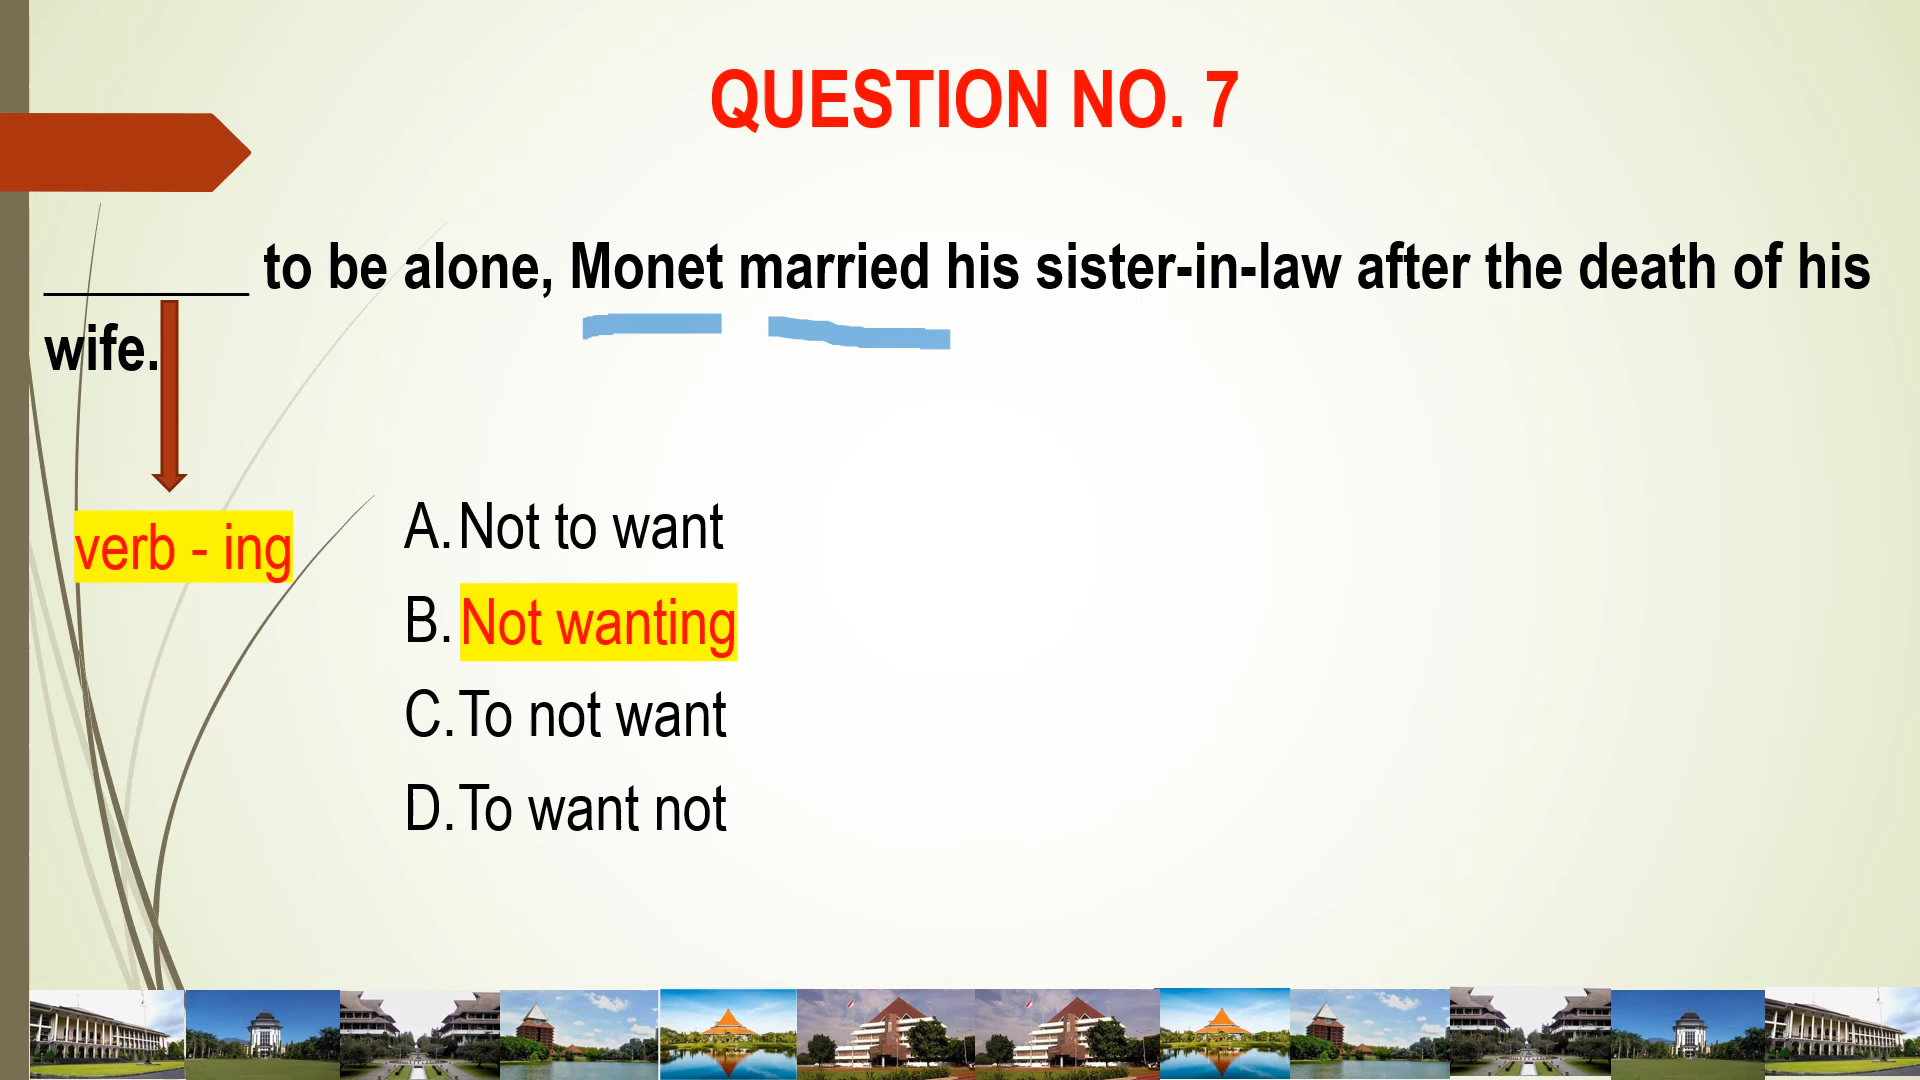 QUESTION NO. 7
_______ to be alone, Monet married his sister-in-law after the death of his
wife.
verb - ing
A. Not to want
B. Not wanting
C. To not want
D. To want not